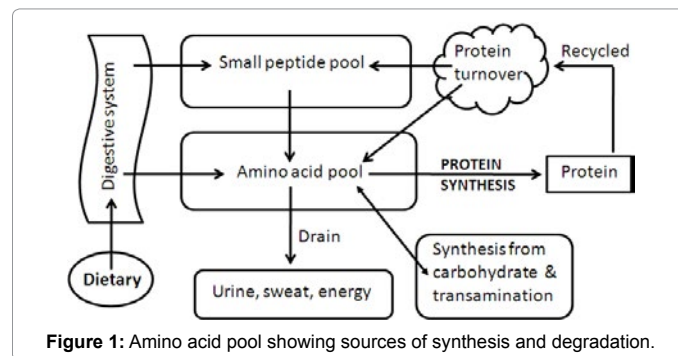 Small peptide pool
Protein
turnover
Recycled
Digestive system
Amino acid pool
PROTEIN
SYNTHESIS
Protein
Drain
Dietary
Urine, sweat, energy
Synthesis from
carbohydrate &
transamination
Figure 1: Amino acid pool showing sources of synthesis and degradation.